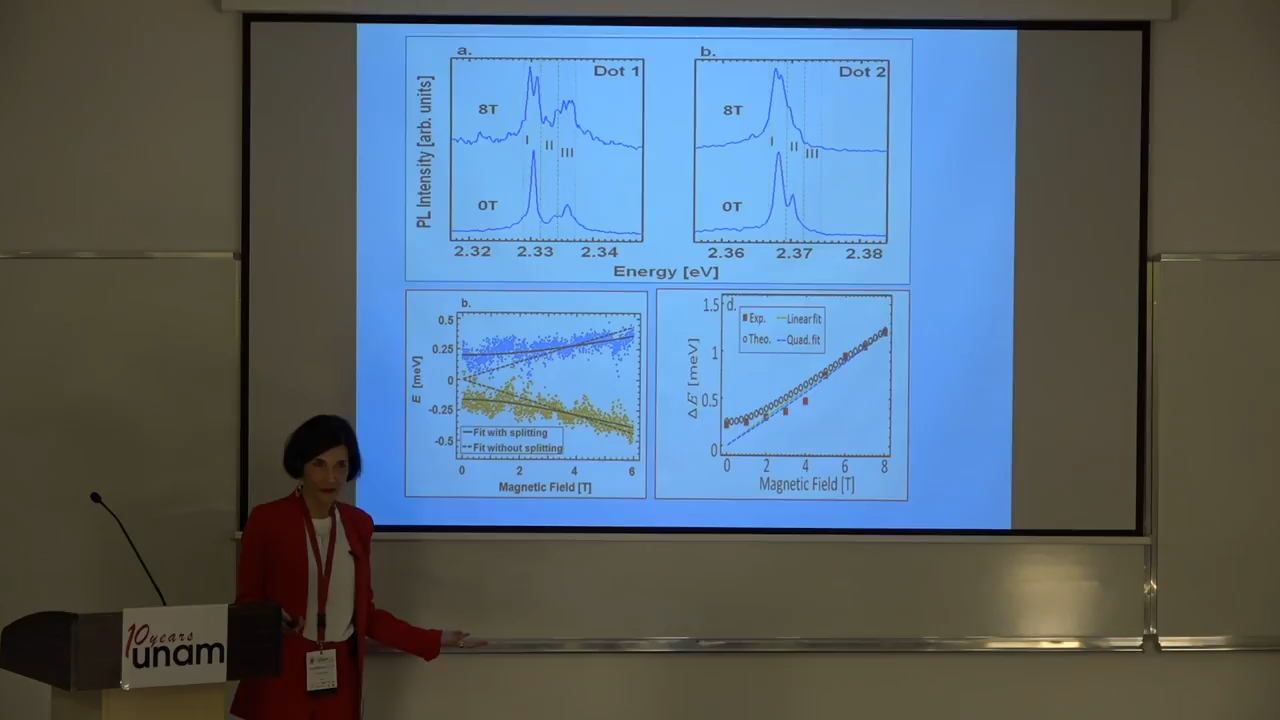 a.
Dot 1
8T
I
II
III
0T
PL Intensity [arb. units]
2.32 2.33 2.34
b.
Dot 2
8T
I
II
III
0T
2.36 2.37 2.38
Energy [eV]
b.
0.5
0.25
0
-0.25
-0.5
E [meV]
Fit with splitting
Fit without splitting
0 2 4 6
Magnetic Field [T]
d.
1.5
1
0.5
0
ΔE [meV]
Exp. Linear fit
Theo. Quad. fit
0 2 4 6 8
Magnetic Field [T]
10 years
unam